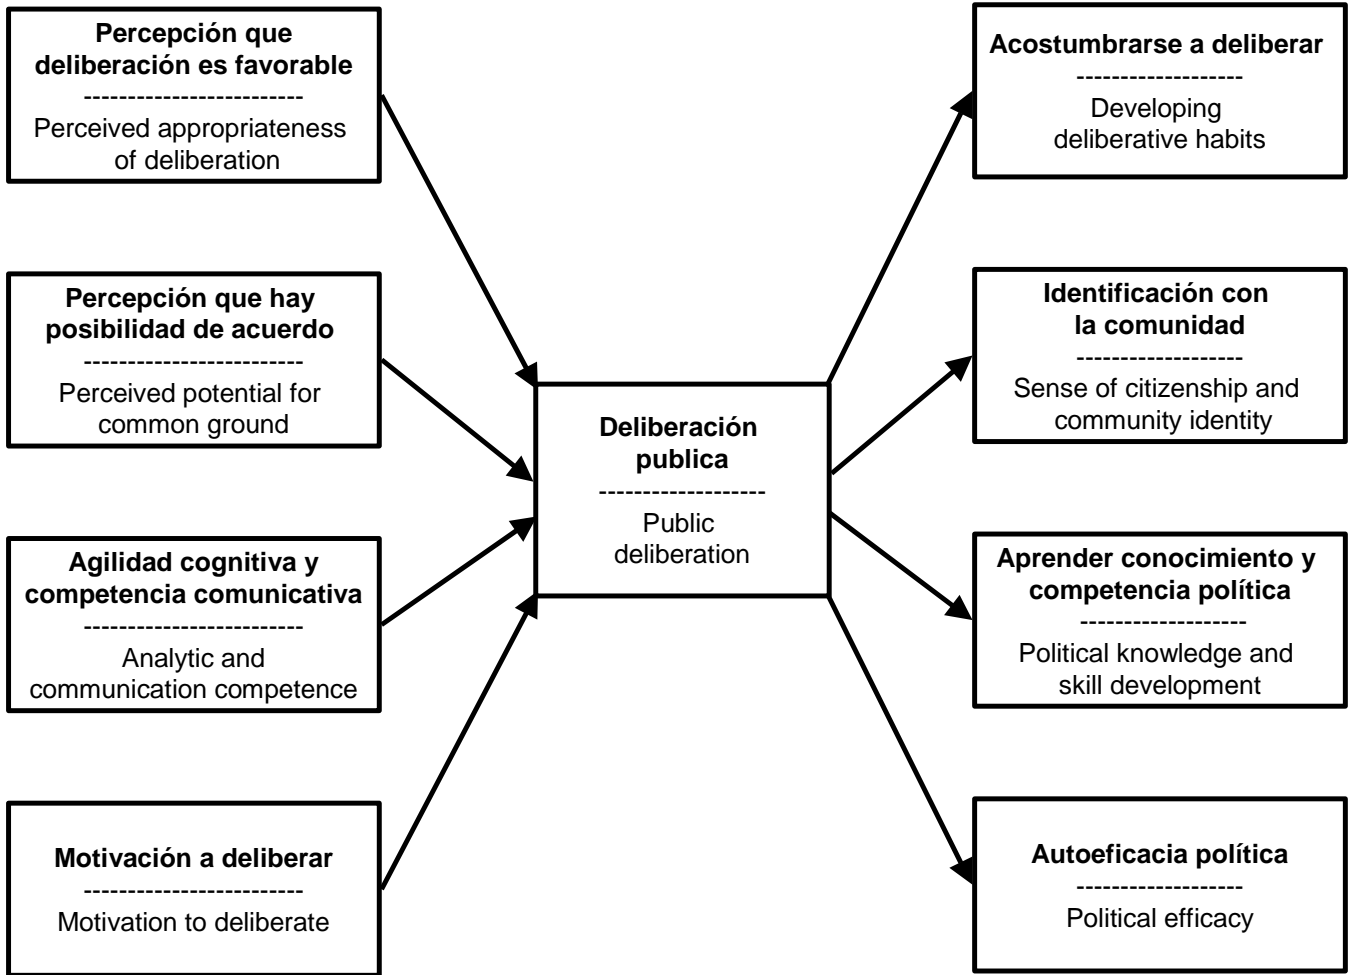 Percepción que
deliberación es favorable
-------------------------
Perceived appropriateness
of deliberation
Percepción que hay
posibilidad de acuerdo
-------------------------
Perceived potential for
common ground
Agilidad cognitiva y
competencia comunicativa
-------------------------
Analytic and
communication competence
Motivación a deliberar
-------------------------
Motivation to deliberate
Deliberación
publica
-------------------
Public
deliberation
Acostumbrarse a deliberar
-------------------
Developing
deliberative habits
Identificación con
la comunidad
-------------------
Sense of citizenship and
community identity
Aprender conocimiento y
competencia política
-------------------
Political knowledge and
skill development
Autoeficacia política
-------------------
Political efficacy